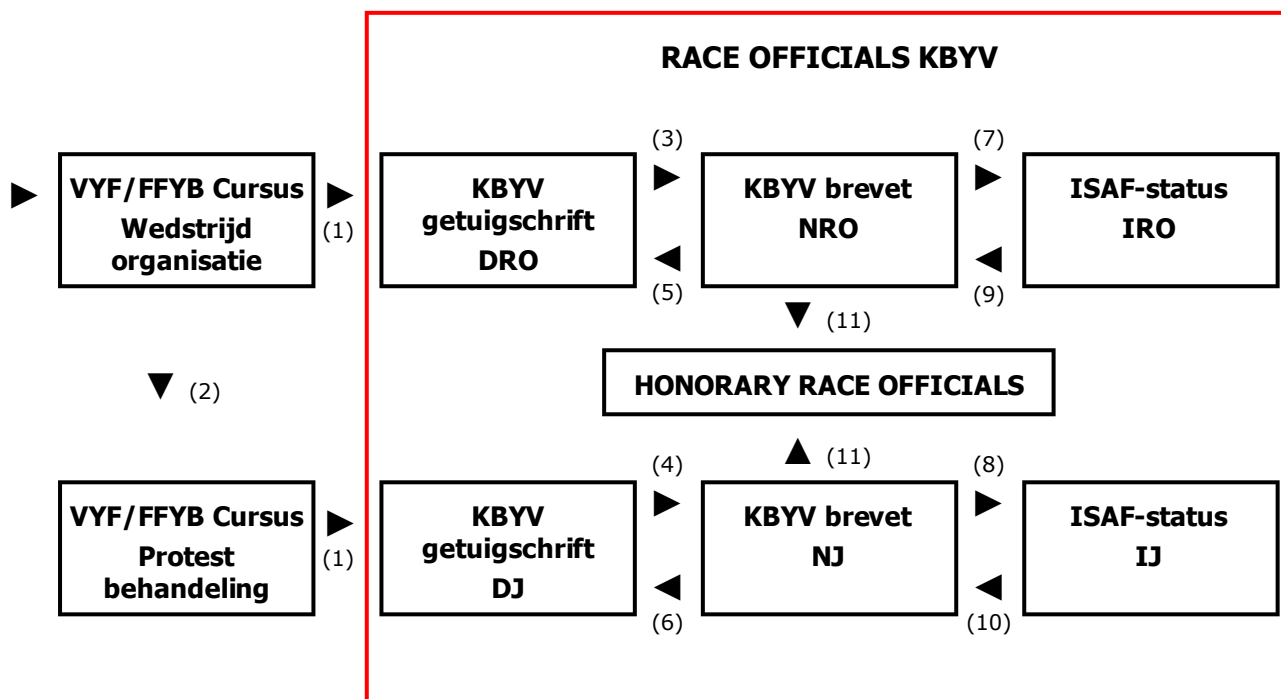 RACE OFFICIALS KBYV
(3)
(7)
VYF/FFYB Cursus
Wedstrijd
organisatie
(1)
KBYV
getuigschrift
DRO
KBYV brevet
NRO
ISAF-status
IRO
(5)
(9)
(11)
(2)
HONORARY RACE OFFICIALS
(11)
(4)
(8)
VYF/FFYB Cursus
Protest
behandeling
(1)
KBYV
getuigschrift
DJ
KBYV brevet
NJ
ISAF-status
IJ
(6)
(10)